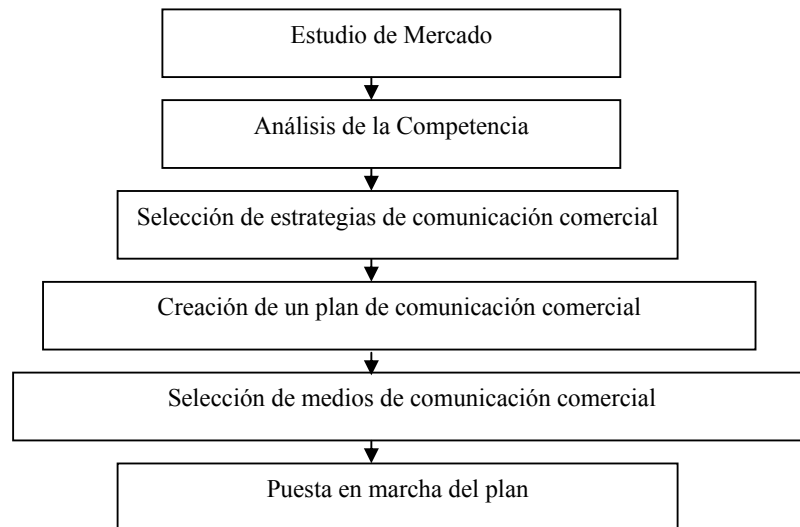 Estudio de Mercado
Análisis de la Competencia
Selección de estrategias de comunicación comercial
Creación de un plan de comunicación comercial
Selección de medios de comunicación comercial
Puesta en marcha del plan